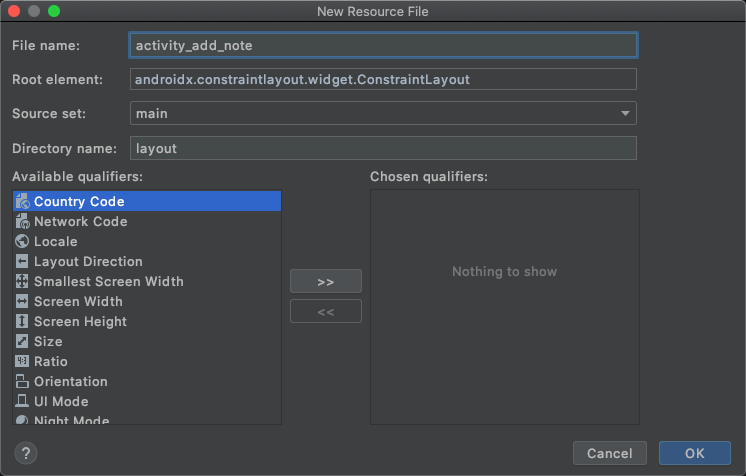 New Resource File
File name: activity_add_note
Root element: androidx.constraintlayout.widget.ConstraintLayout
Source set: main
Directory name: layout
Available qualifiers: Chosen qualifiers:
Country Code
Network Code
Locale
Layout Direction
Smallest Screen Width
Screen Width
Screen Height
Size
Ratio
Orientation
UI Mode
Night Mode
>>
<<
Nothing to show
? Cancel OK